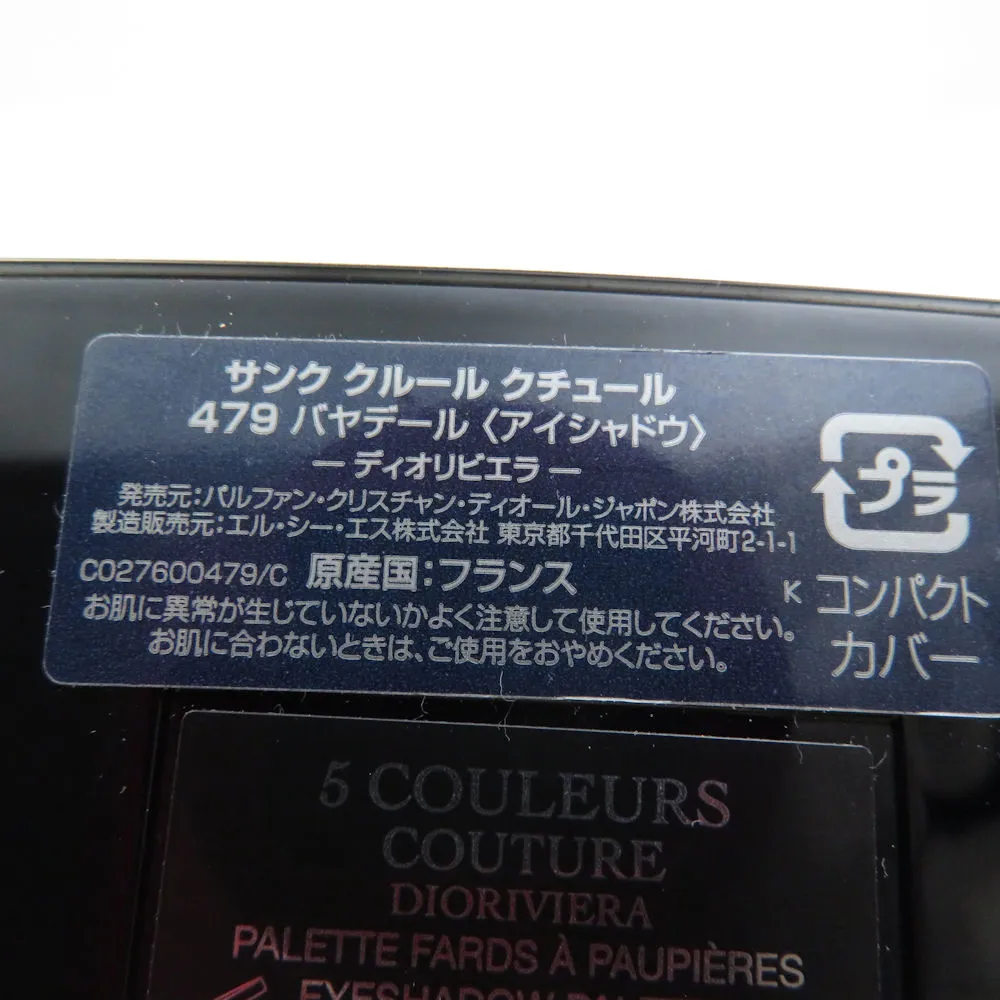 サンク クルール クチュール
479 バヤデール〈アイシャドウ〉
― ディオリビエラ ―
発売元:パルファン・クリスチャン・ディオール・ジャポン株式会社
製造販売元:エル・シー・エス株式会社 東京都千代田区平河町2-1-1
C027600479/C 原産国:フランス
お肌に異常が生じていないかよく注意して使用してください。
お肌に合わないときは、ご使用をおやめください。
プラ
K コンパクト
カバー
5 COULEURS
COUTURE
DIORIVIERA
PALETTE FARDS À PAUPIÈRES
EYESHADOW PALETTE